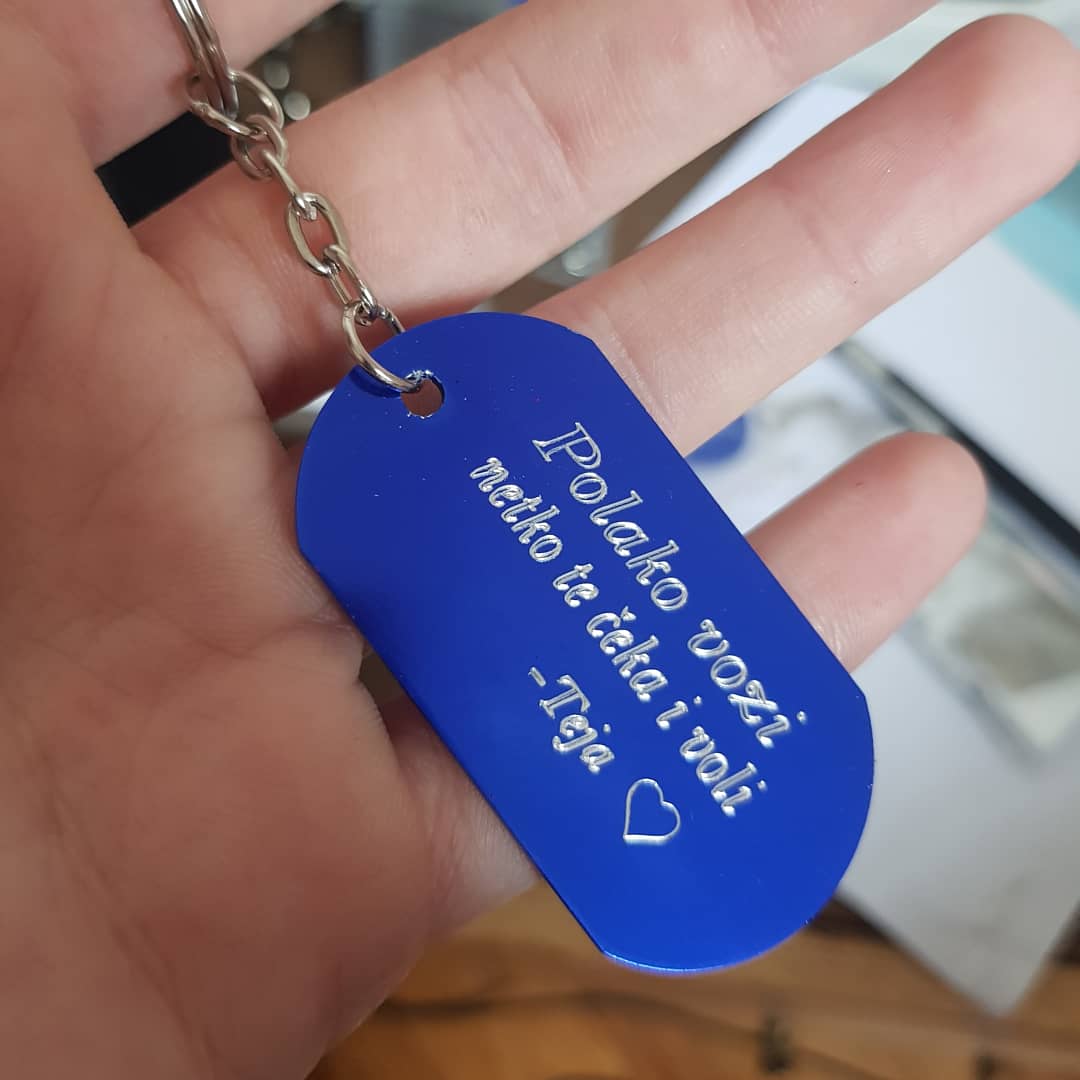 Polako vozi
netko te čeka i voli
-Teja ♡